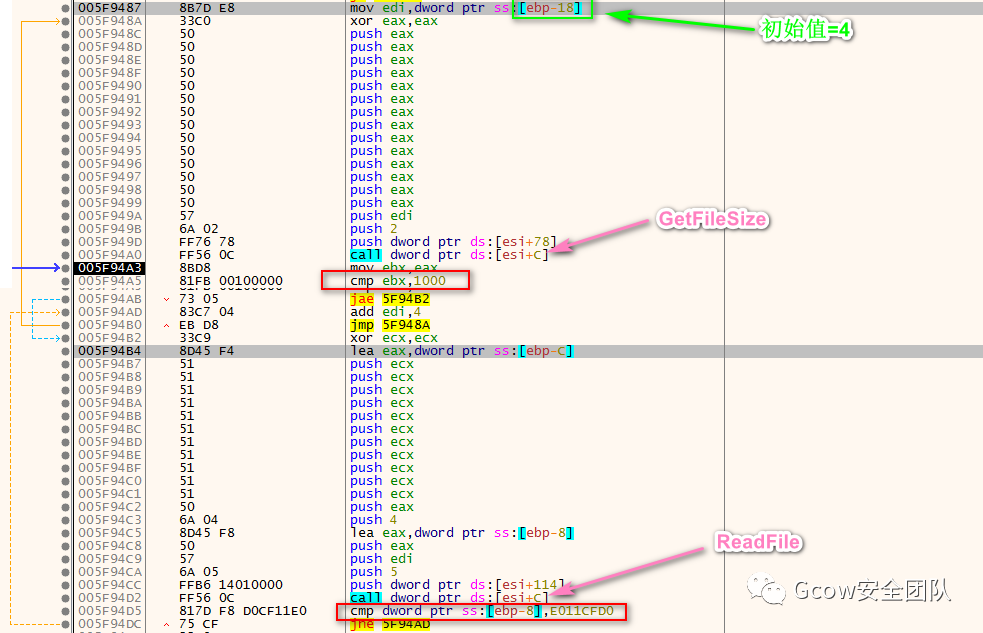 005F9487 8B7D E8 mov edi,dword ptr ss:[ebp-18]
初始值=4
005F948A 33C0 xor eax,eax
005F948C 50 push eax
005F948D 50 push eax
005F948E 50 push eax
005F948F 50 push eax
005F9490 50 push eax
005F9491 50 push eax
005F9492 50 push eax
005F9493 50 push eax
005F9494 50 push eax
005F9495 50 push eax
005F9496 50 push eax
005F9497 50 push eax
005F9498 50 push eax
005F9499 50 push eax
005F949A 57 push edi
005F949B 6A 02 push 2
005F949D FF76 78 push dword ptr ds:[esi+78]
GetFileSize
005F94A0 FF56 0C call dword ptr ds:[esi+C]
005F94A3 8BD8 mov ebx,eax
005F94A5 81FB 00100000 cmp ebx,1000
005F94AB 73 05 jae 5F94B2
005F94AD 83C7 04 add edi,4
005F94B0 EB D8 jmp 5F948A
005F94B2 33C9 xor ecx,ecx
005F94B4 8D45 F4 lea eax,dword ptr ss:[ebp-C]
005F94B7 51 push ecx
005F94B8 51 push ecx
005F94B9 51 push ecx
005F94BA 51 push ecx
005F94BB 51 push ecx
005F94BC 51 push ecx
005F94BD 51 push ecx
005F94BE 51 push ecx
005F94BF 51 push ecx
005F94C0 51 push ecx
005F94C1 51 push ecx
005F94C2 50 push eax
005F94C3 6A 04 push 4
005F94C5 8D45 F8 lea eax,dword ptr ss:[ebp-8]
005F94C8 50 push eax
005F94C9 57 push edi
005F94CA 6A 05 push 5
005F94CC FFB6 14010000 push dword ptr ds:[esi+114]
ReadFile
005F94D2 FF56 0C call dword ptr ds:[esi+C]
005F94D5 817D F8 D0CF11E0 cmp dword ptr ss:[ebp-8],E011CFD0
005F94DC 75 CF jne 5F94AD
Gcow安全团队